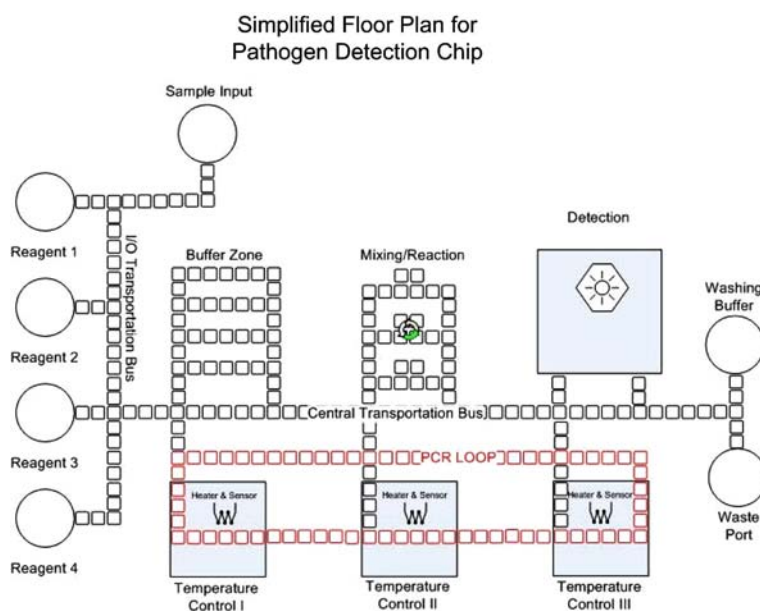 Simplified Floor Plan for
Pathogen Detection Chip
Sample Input
Reagent 1
I/O Transportation Bus
Buffer Zone
Mixing/Reaction
Detection
Washing
Buffer
Reagent 2
Central Transportation Bus
Reagent 3
PCR LOOP
Heater & Sensor
Heater & Sensor
Heater & Sensor
Waste
Port
Reagent 4
Temperature
Control I
Temperature
Control II
Temperature
Control III